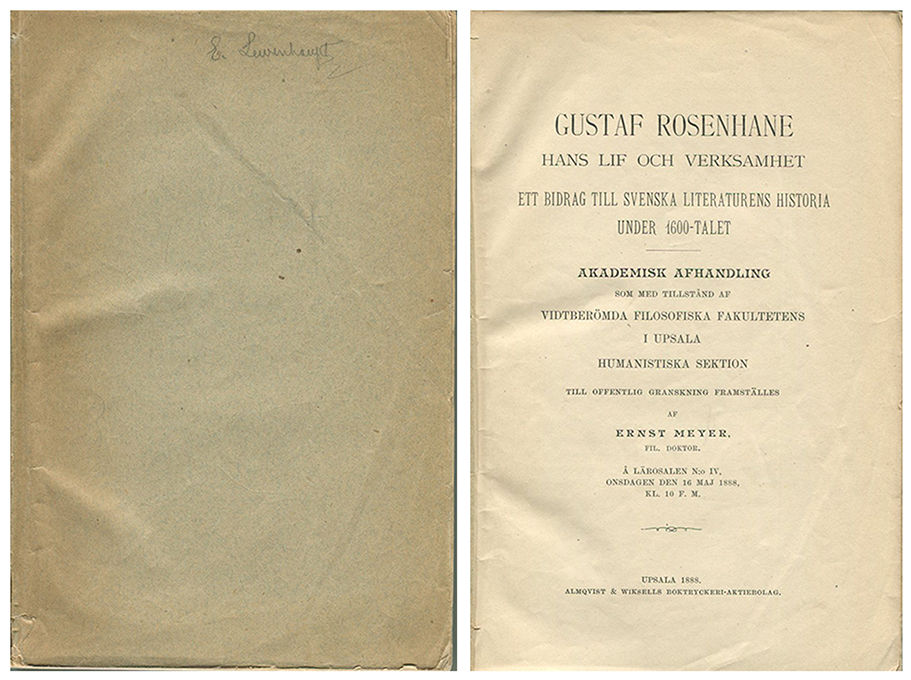 E. Lewenhaupt
GUSTAF ROSENHANE
HANS LIF OCH VERKSAMHET
ETT BIDRAG TILL SVENSKA LITERATURENS HISTORIA
UNDER 1600-TALET
AKADEMISK AFHANDLING
SOM MED TILLSTÅND AF
VIDTBERÖMDA FILOSOFISKA FAKULTETENS
I UPSALA
HUMANISTISKA SEKTION
TILL OFFENTLIG GRANSKNING FRAMSTÄLLES
AF
ERNST MEYER,
FIL. DOKTOR.
Å LÄROSALEN N:o IV,
ONSDAGEN DEN 16 MAJ 1888,
KL. 10 F. M.
UPSALA 1888.
ALMQVIST & WIKSELLS BOKTRYCKERI-AKTIEBOLAG.